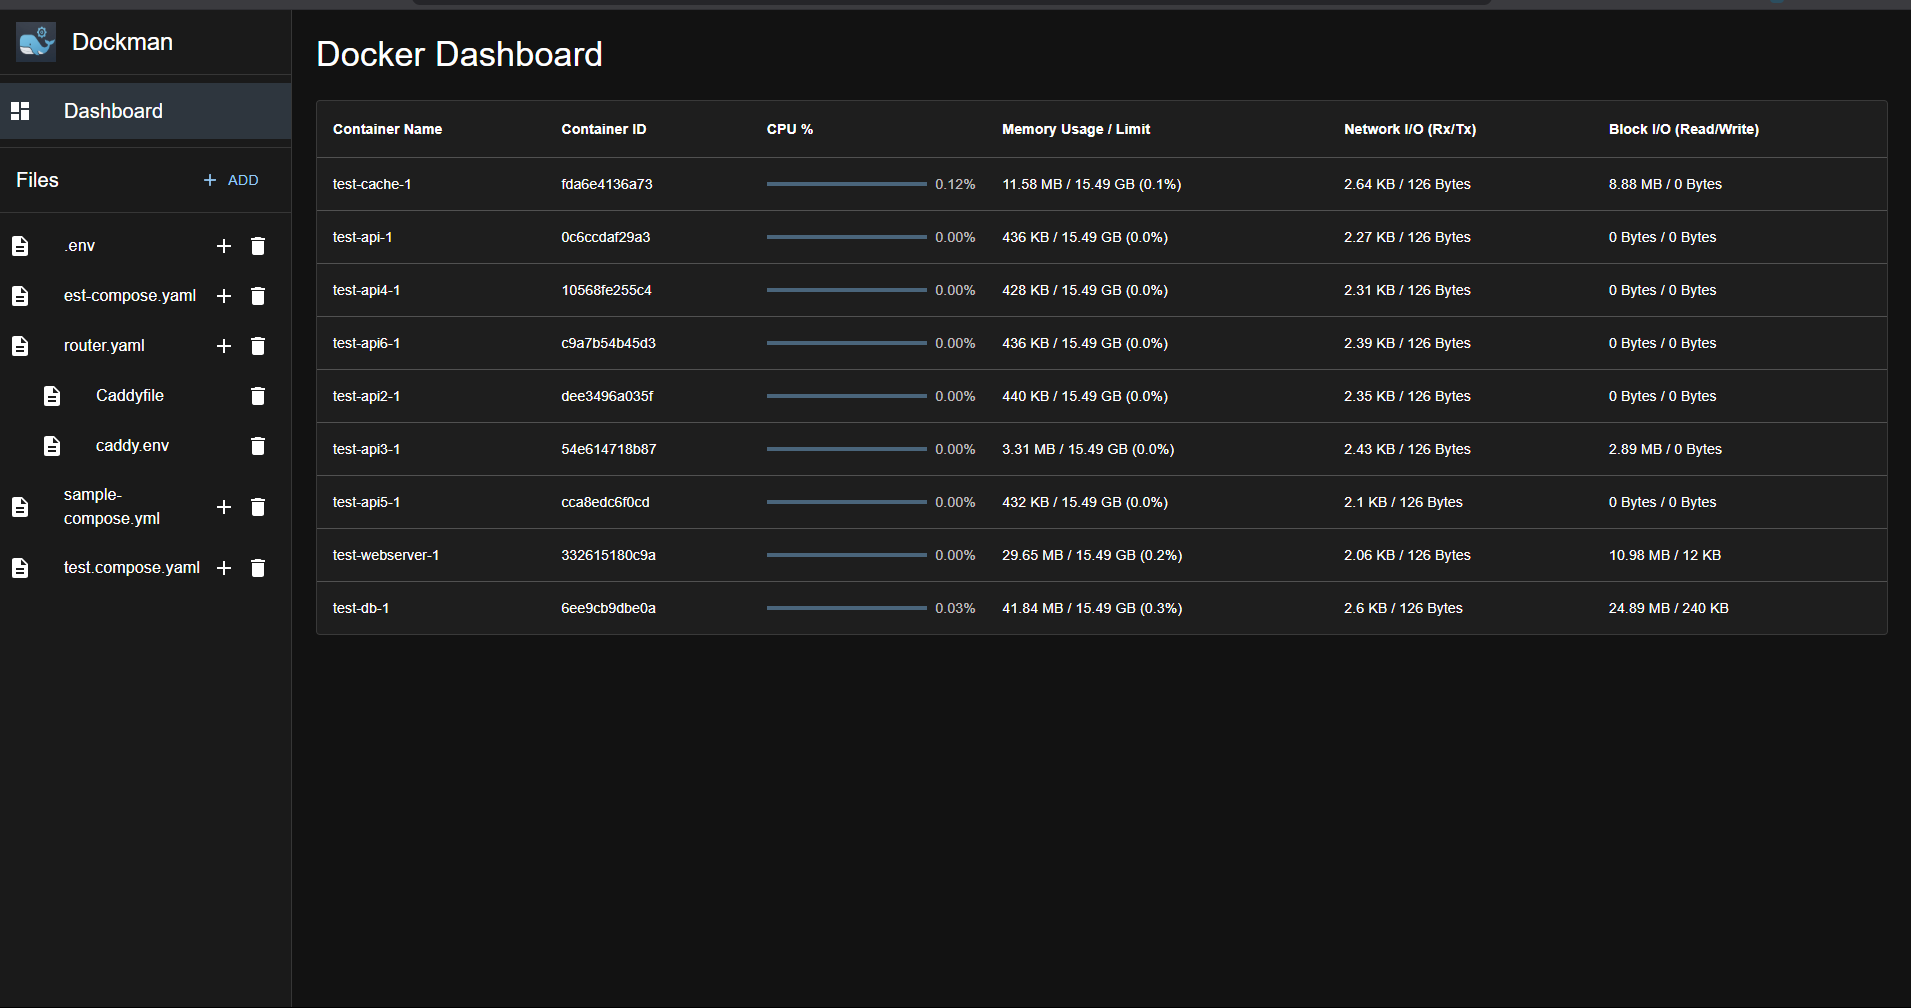 Dockman
Docker Dashboard
Dashboard
Files
ADD
.env
est-compose.yaml
router.yaml
Caddyfile
caddy.env
sample-
compose.yml
test.compose.yaml
Container Name Container ID CPU % Memory Usage / Limit Network I/O (Rx/Tx) Block I/O (Read/Write)
test-cache-1 fda6e4136a73 0.12% 11.58 MB / 15.49 GB (0.1%) 2.64 KB / 126 Bytes 8.88 MB / 0 Bytes
test-api-1 0c6ccdaf29a3 0.00% 436 KB / 15.49 GB (0.0%) 2.27 KB / 126 Bytes 0 Bytes / 0 Bytes
test-api4-1 10568fe255c4 0.00% 428 KB / 15.49 GB (0.0%) 2.31 KB / 126 Bytes 0 Bytes / 0 Bytes
test-api6-1 c9a7b54b45d3 0.00% 436 KB / 15.49 GB (0.0%) 2.39 KB / 126 Bytes 0 Bytes / 0 Bytes
test-api2-1 dee3496a035f 0.00% 440 KB / 15.49 GB (0.0%) 2.35 KB / 126 Bytes 0 Bytes / 0 Bytes
test-api3-1 54e614718b87 0.00% 3.31 MB / 15.49 GB (0.0%) 2.43 KB / 126 Bytes 2.89 MB / 0 Bytes
test-api5-1 cca8edc6f0cd 0.00% 432 KB / 15.49 GB (0.0%) 2.1 KB / 126 Bytes 0 Bytes / 0 Bytes
test-webserver-1 332615180c9a 0.00% 29.65 MB / 15.49 GB (0.2%) 2.06 KB / 126 Bytes 10.98 MB / 12 KB
test-db-1 6ee9cb9dbe0a 0.03% 41.84 MB / 15.49 GB (0.3%) 2.6 KB / 126 Bytes 24.89 MB / 240 KB